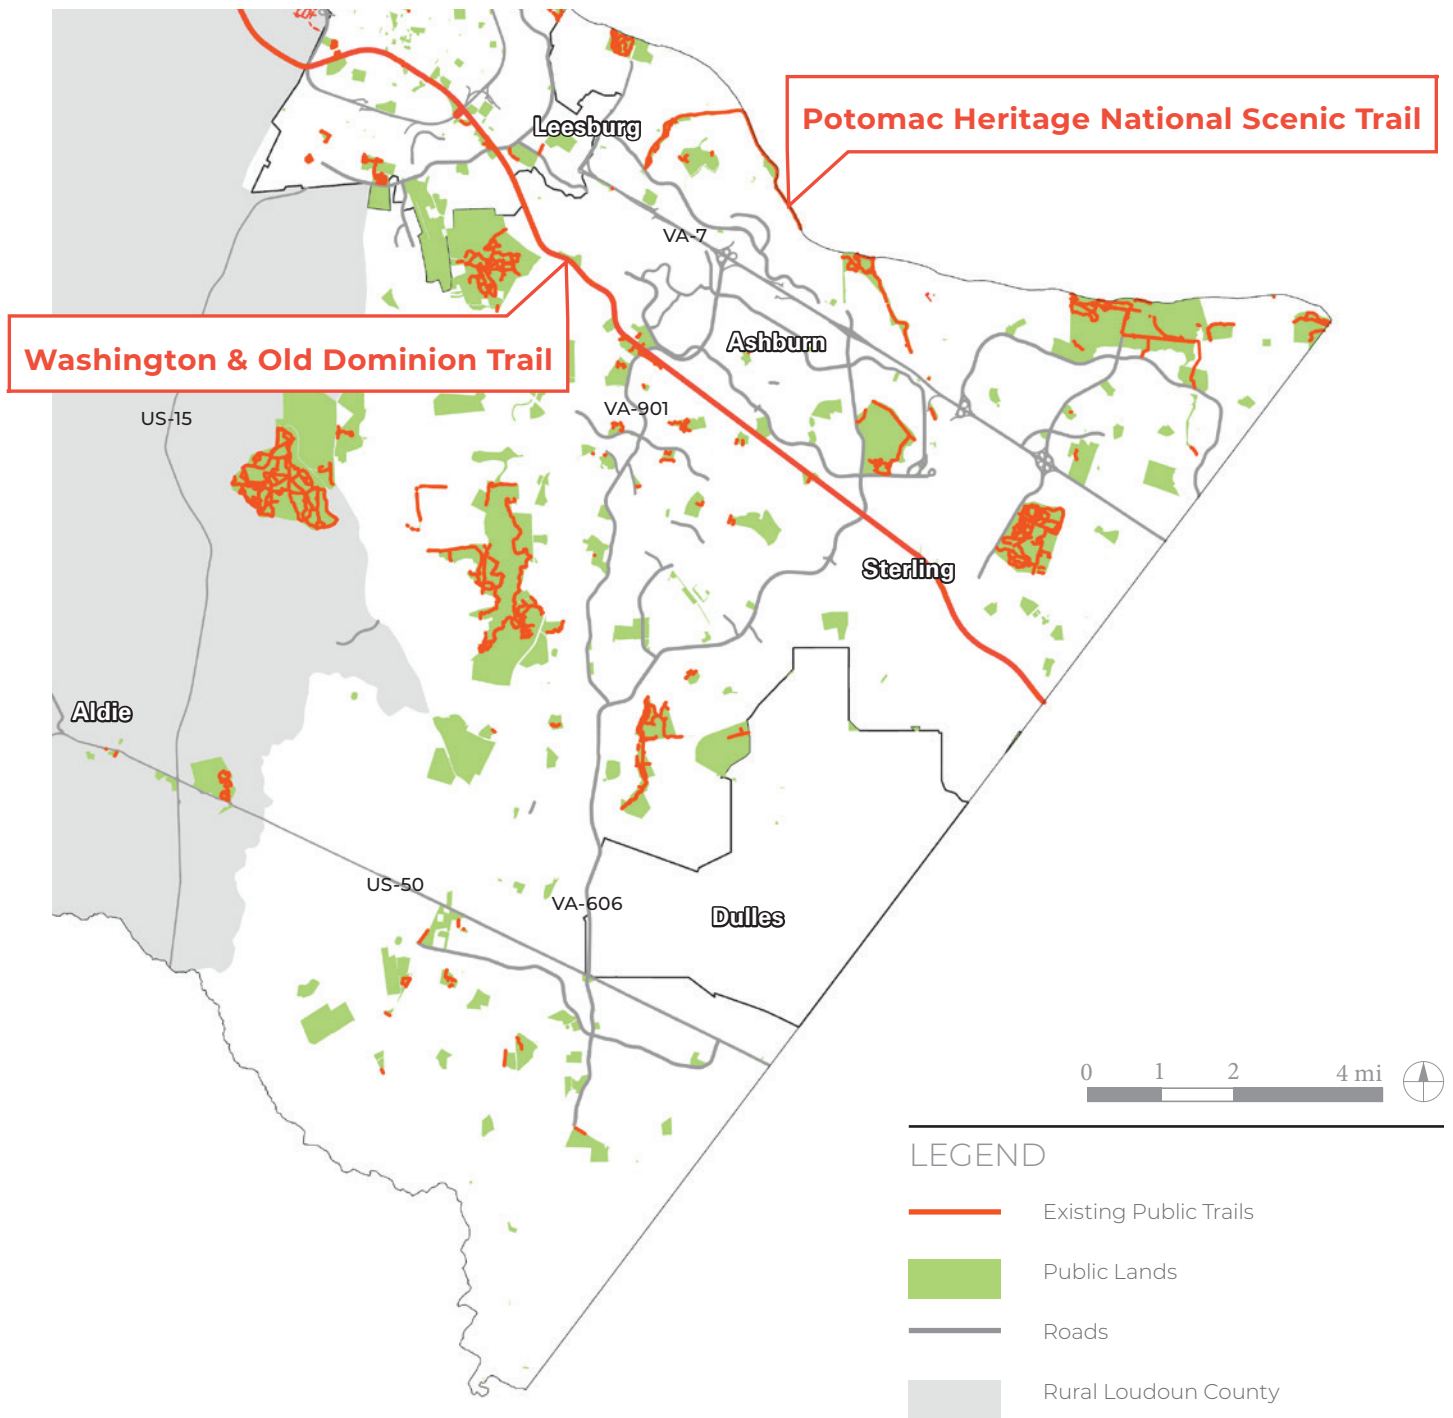 Potomac Heritage National Scenic Trail
Leesburg
VA-7
Ashburn
Washington & Old Dominion Trail
US-15
VA-901
Sterling
Aldie
US-50
VA-606
Dulles
0 1 2 4 mi
LEGEND
Existing Public Trails
Public Lands
Roads
Rural Loudoun County